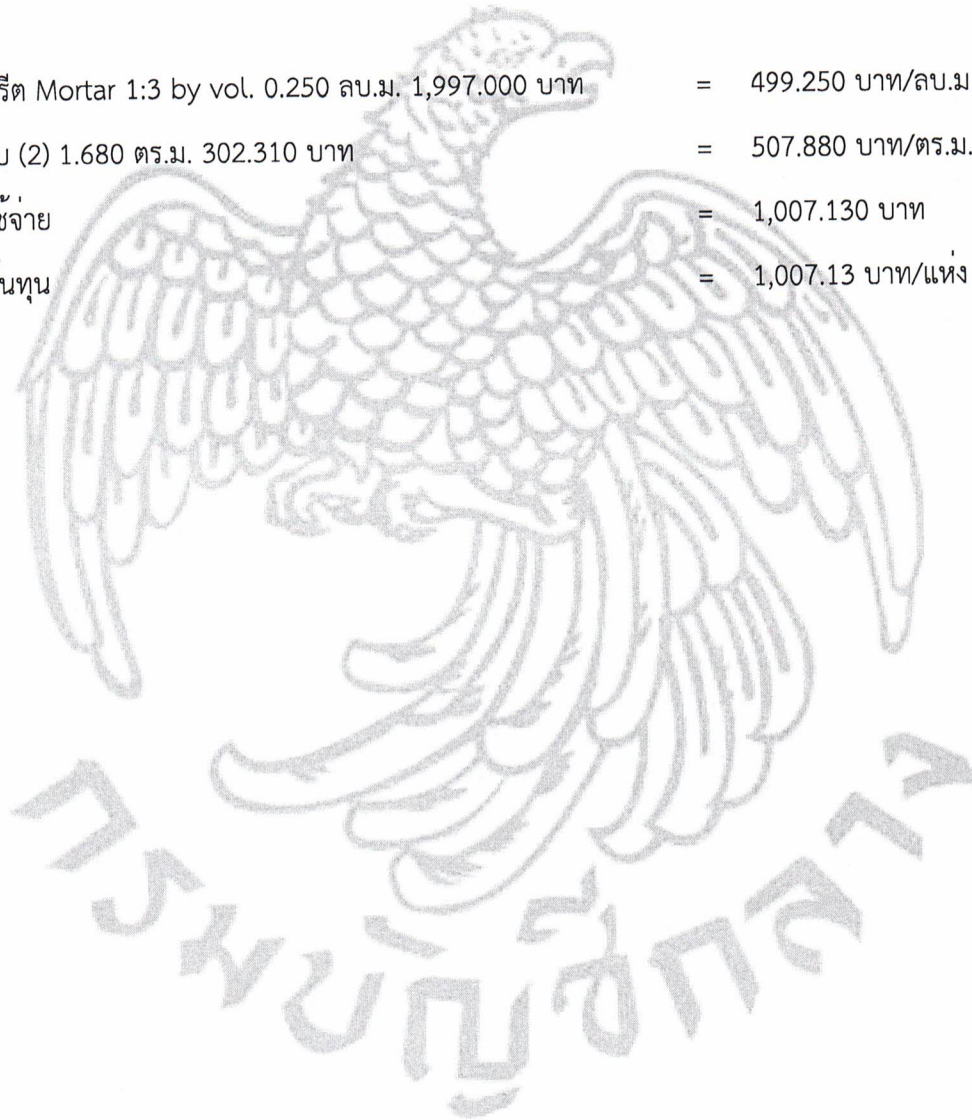 รีต Mortar 1:3 by vol. 0.250 ลบ.ม. 1,997.000 บาท = 499.250 บาท/ลบ.ม
บ (2) 1.680 ตร.ม. 302.310 บาท = 507.880 บาท/ตร.ม.
ช้จ่าย = 1,007.130 บาท
้นทุน = 1,007.13 บาท/แห่ง
กรมบัญชีกลาง